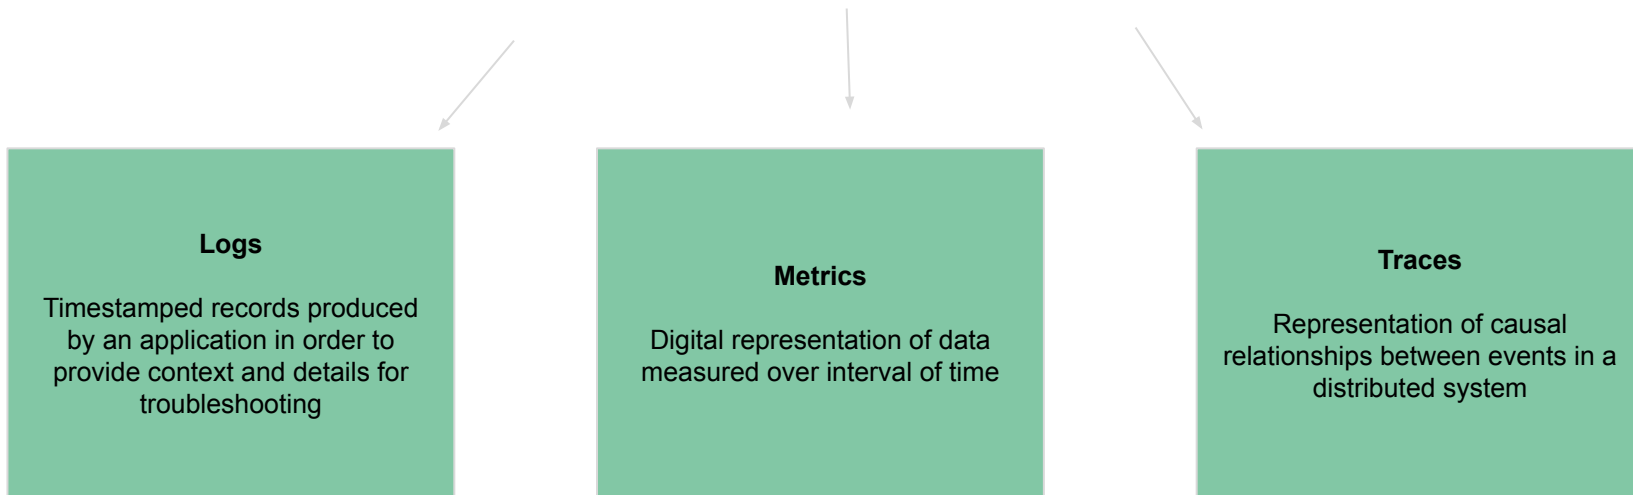 Logs
Timestamped records produced
by an application in order to
provide context and details for
troubleshooting
Metrics
Digital representation of data
measured over interval of time
Traces
Representation of causal
relationships between events in a
distributed system